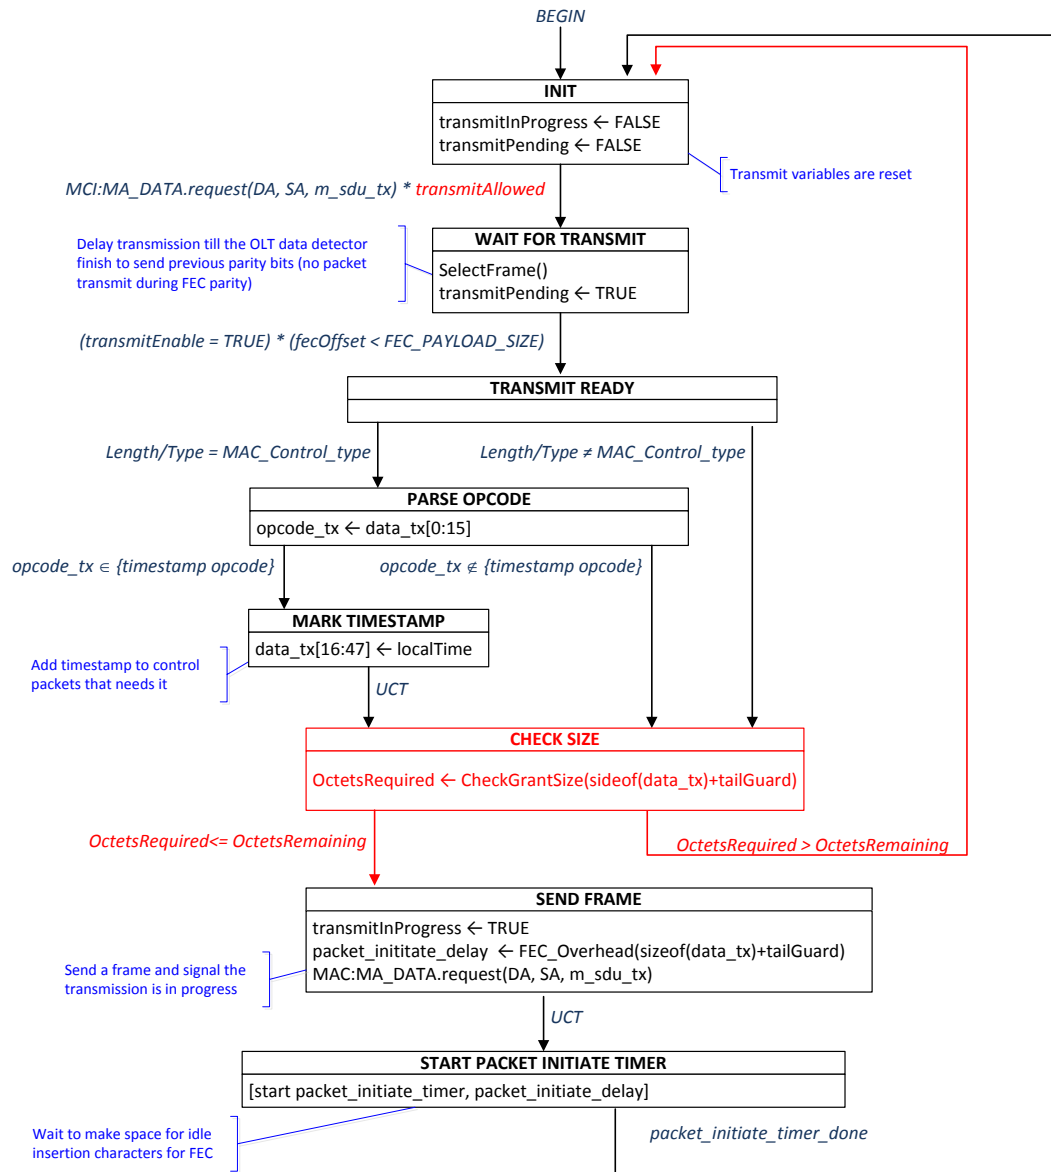 BEGIN
INIT
transmitInProgress ← FALSE
transmitPending ← FALSE
Transmit variables are reset
MCI:MA_DATA.request(DA, SA, m_sdu_tx) * transmitAllowed
WAIT FOR TRANSMIT
Delay transmission till the OLT data detector
finish to send previous parity bits (no packet
transmit during FEC parity)
SelectFrame()
transmitPending ← TRUE
(transmitEnable = TRUE) * (fecOffset < FEC_PAYLOAD_SIZE)
TRANSMIT READY
Length/Type = MAC_Control_type
Length/Type ≠ MAC_Control_type
PARSE OPCODE
opcode_tx ← data_tx[0:15]
opcode_tx ∈ {timestamp opcode}
opcode_tx ∉ {timestamp opcode}
MARK TIMESTAMP
data_tx[16:47] ← localTime
Add timestamp to control
packets that needs it
UCT
CHECK SIZE
OctetsRequired ← CheckGrantSize(sideof(data_tx)+tailGuard)
OctetsRequired<= OctetsRemaining
OctetsRequired > OctetsRemaining
SEND FRAME
transmitInProgress ← TRUE
packet_inititate_delay ← FEC_Overhead(sizeof(data_tx)+tailGuard)
MAC:MA_DATA.request(DA, SA, m_sdu_tx)
Send a frame and signal the
transmission is in progress
UCT
START PACKET INITIATE TIMER
[start packet_initiate_timer, packet_initiate_delay]
Wait to make space for idle
insertion characters for FEC
packet_initiate_timer_done